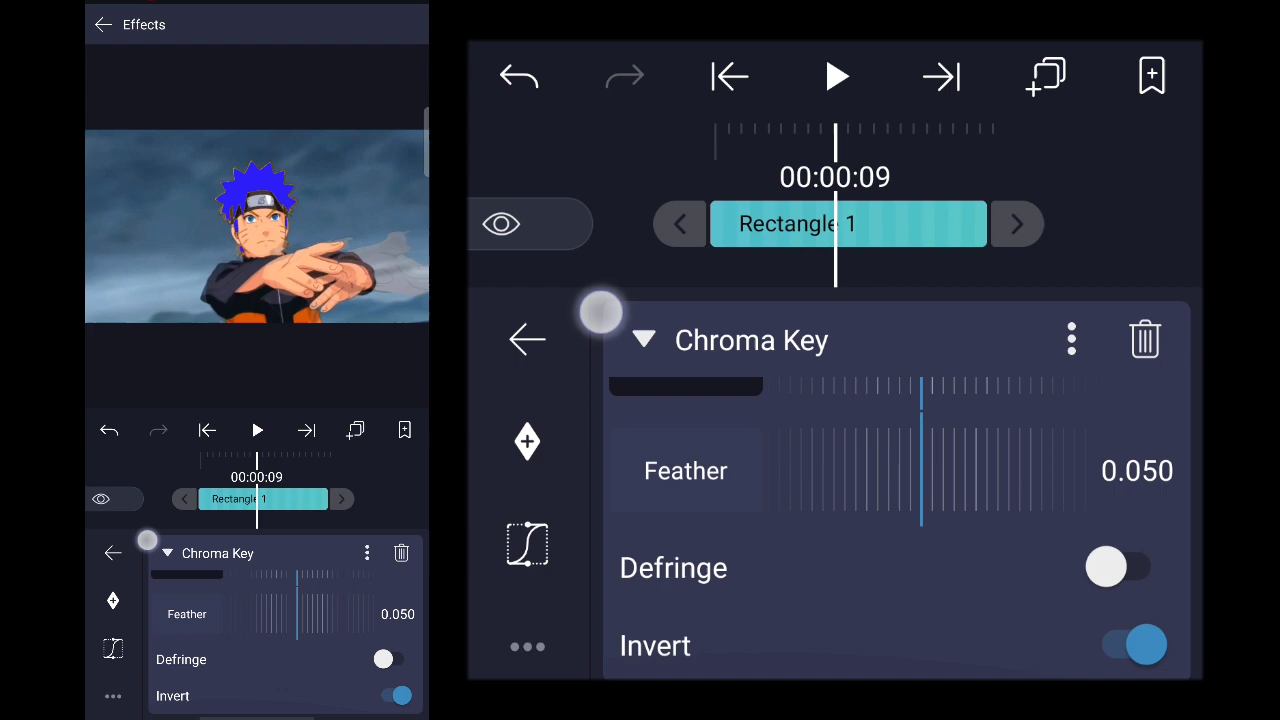 Effects
00:00:09
Rectangle 1
Chroma Key
Feather
0.050
Defringe
Invert
00:00:09
Rectangle 1
Chroma Key
Feather
0.050
Defringe
Invert